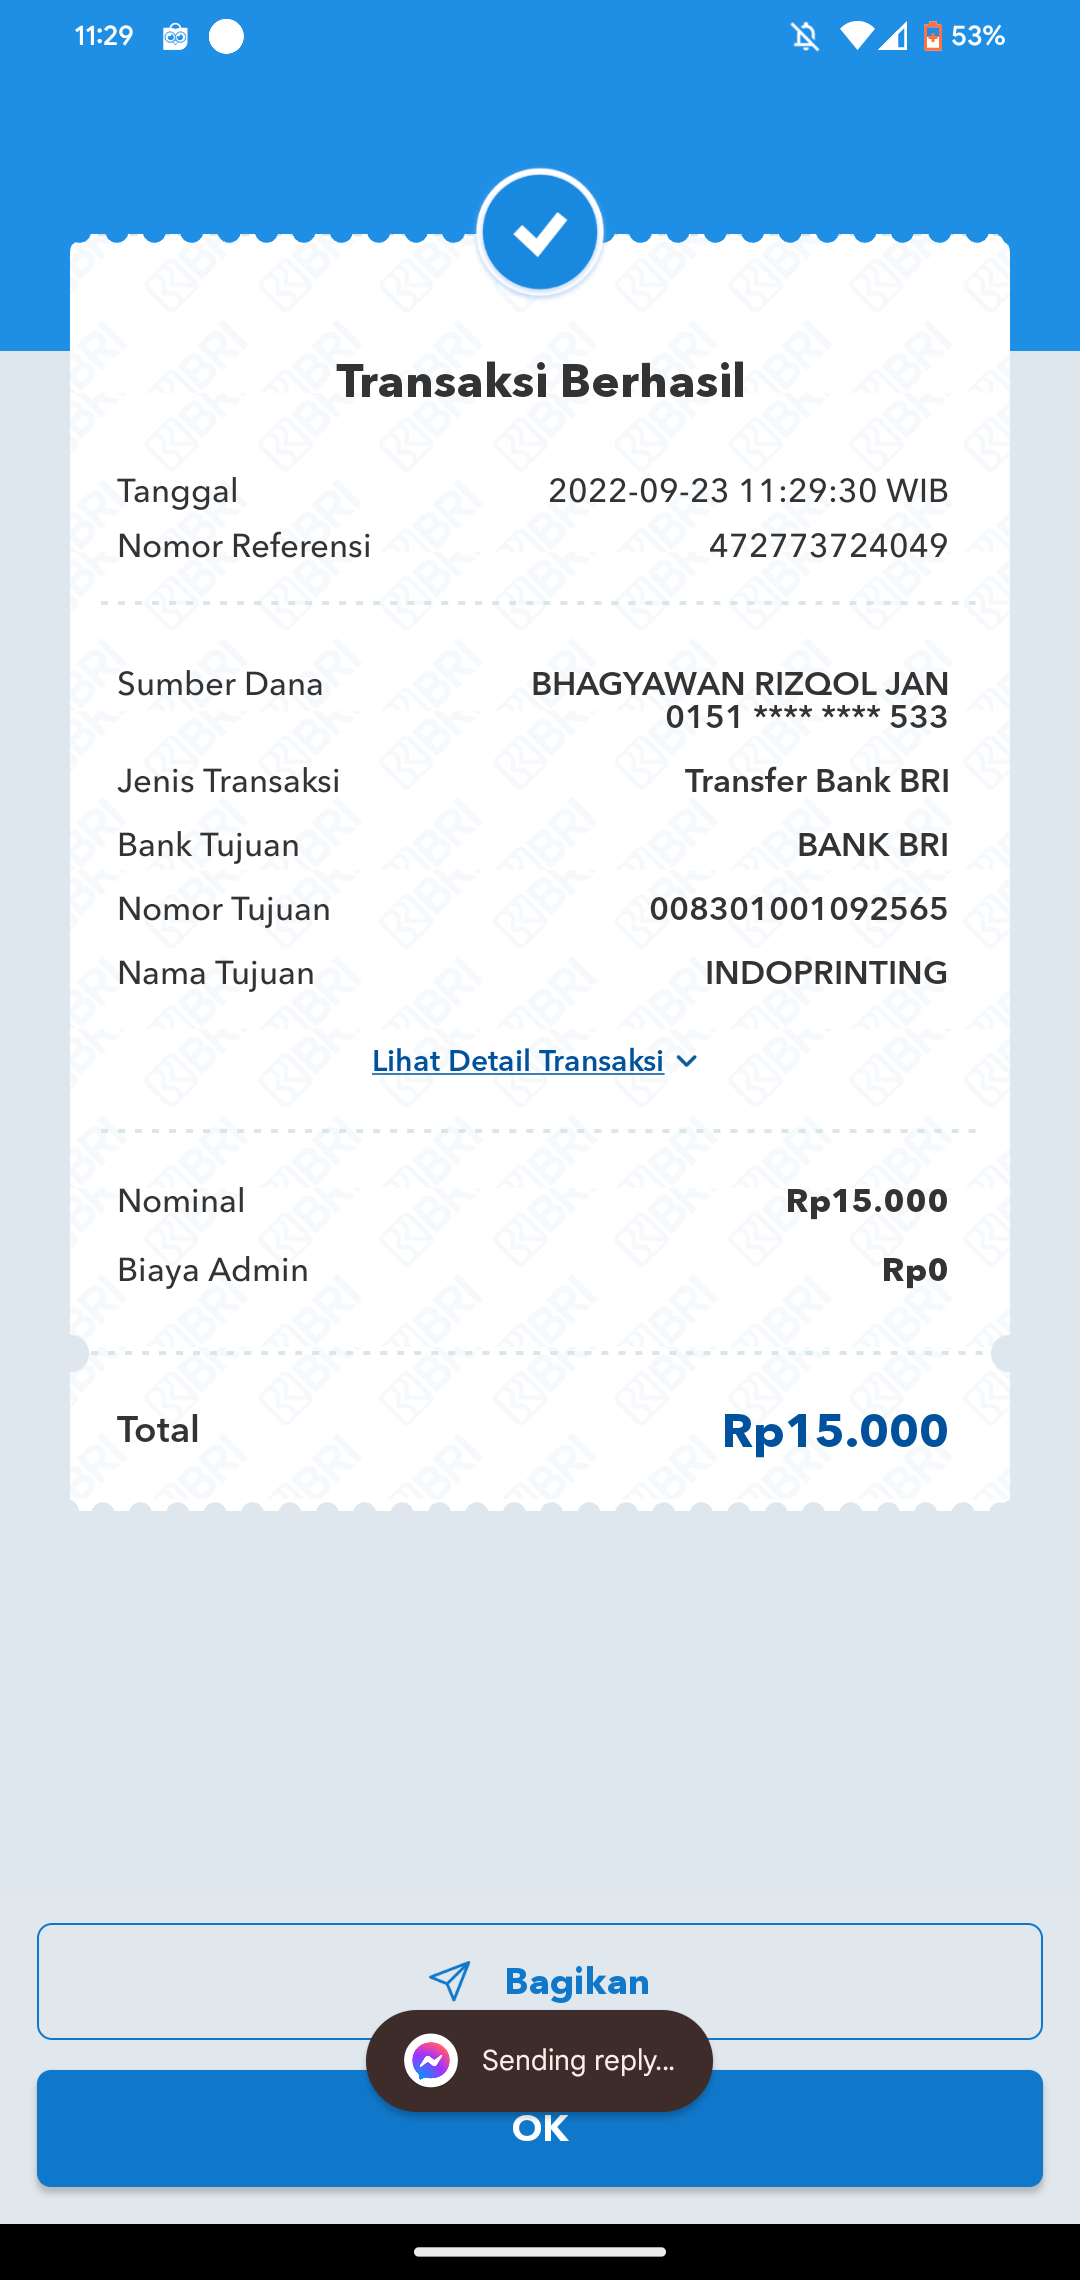 11:29
53%
Transaksi Berhasil
Tanggal 2022-09-23 11:29:30 WIB
Nomor Referensi 472773724049
Sumber Dana BHAGYAWAN RIZQOL JAN
0151 **** **** 533
Jenis Transaksi Transfer Bank BRI
Bank Tujuan BANK BRI
Nomor Tujuan 008301001092565
Nama Tujuan INDOPRINTING
Lihat Detail Transaksi
Nominal Rp15.000
Biaya Admin Rp0
Total Rp15.000
Bagikan
Sending reply...
OK